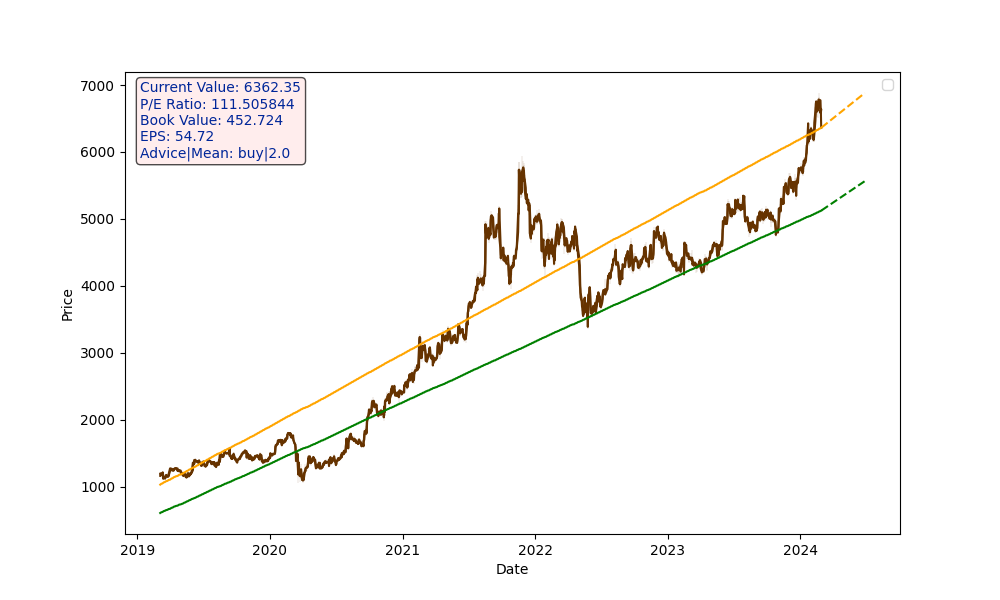 Current Value: 6362.35
P/E Ratio: 111.505844
Book Value: 452.724
EPS: 54.72
Advice|Mean: buy|2.0
7000
6000
5000
4000
3000
2000
1000
Price
2019 2020 2021 2022 2023 2024
Date